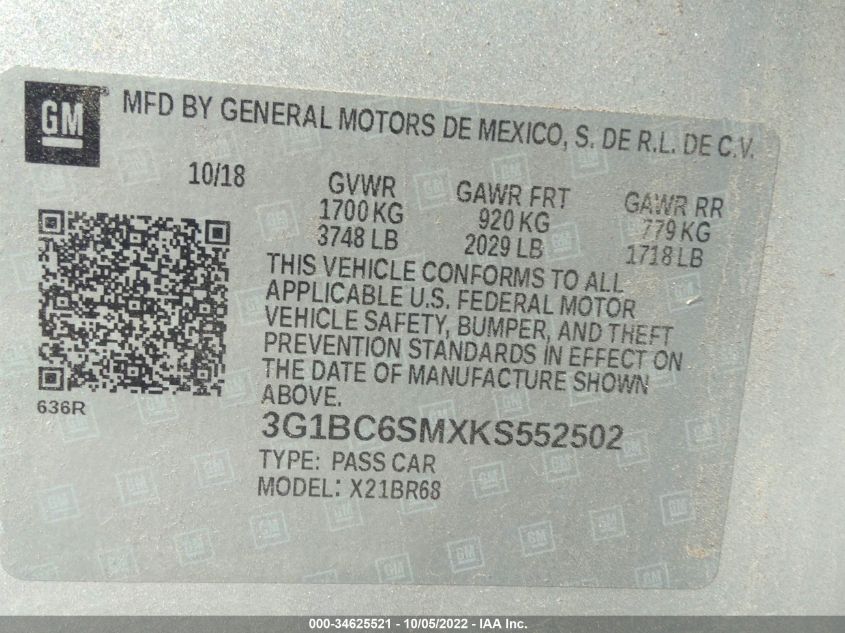 GM
MFD BY GENERAL MOTORS DE MEXICO, S. DE R.L. DE C.V.
10/18
GVWR
1700 KG
3748 LB
GAWR FRT
920 KG
2029 LB
GAWR RR
779 KG
1718 LB
THIS VEHICLE CONFORMS TO ALL
APPLICABLE U.S. FEDERAL MOTOR
VEHICLE SAFETY, BUMPER, AND THEFT
PREVENTION STANDARDS IN EFFECT ON
THE DATE OF MANUFACTURE SHOWN
ABOVE.
636R
3G1BC6SMXKS552502
TYPE: PASS CAR
MODEL: X21BR68
000-34625521 - 10/05/2022 - IAA Inc.